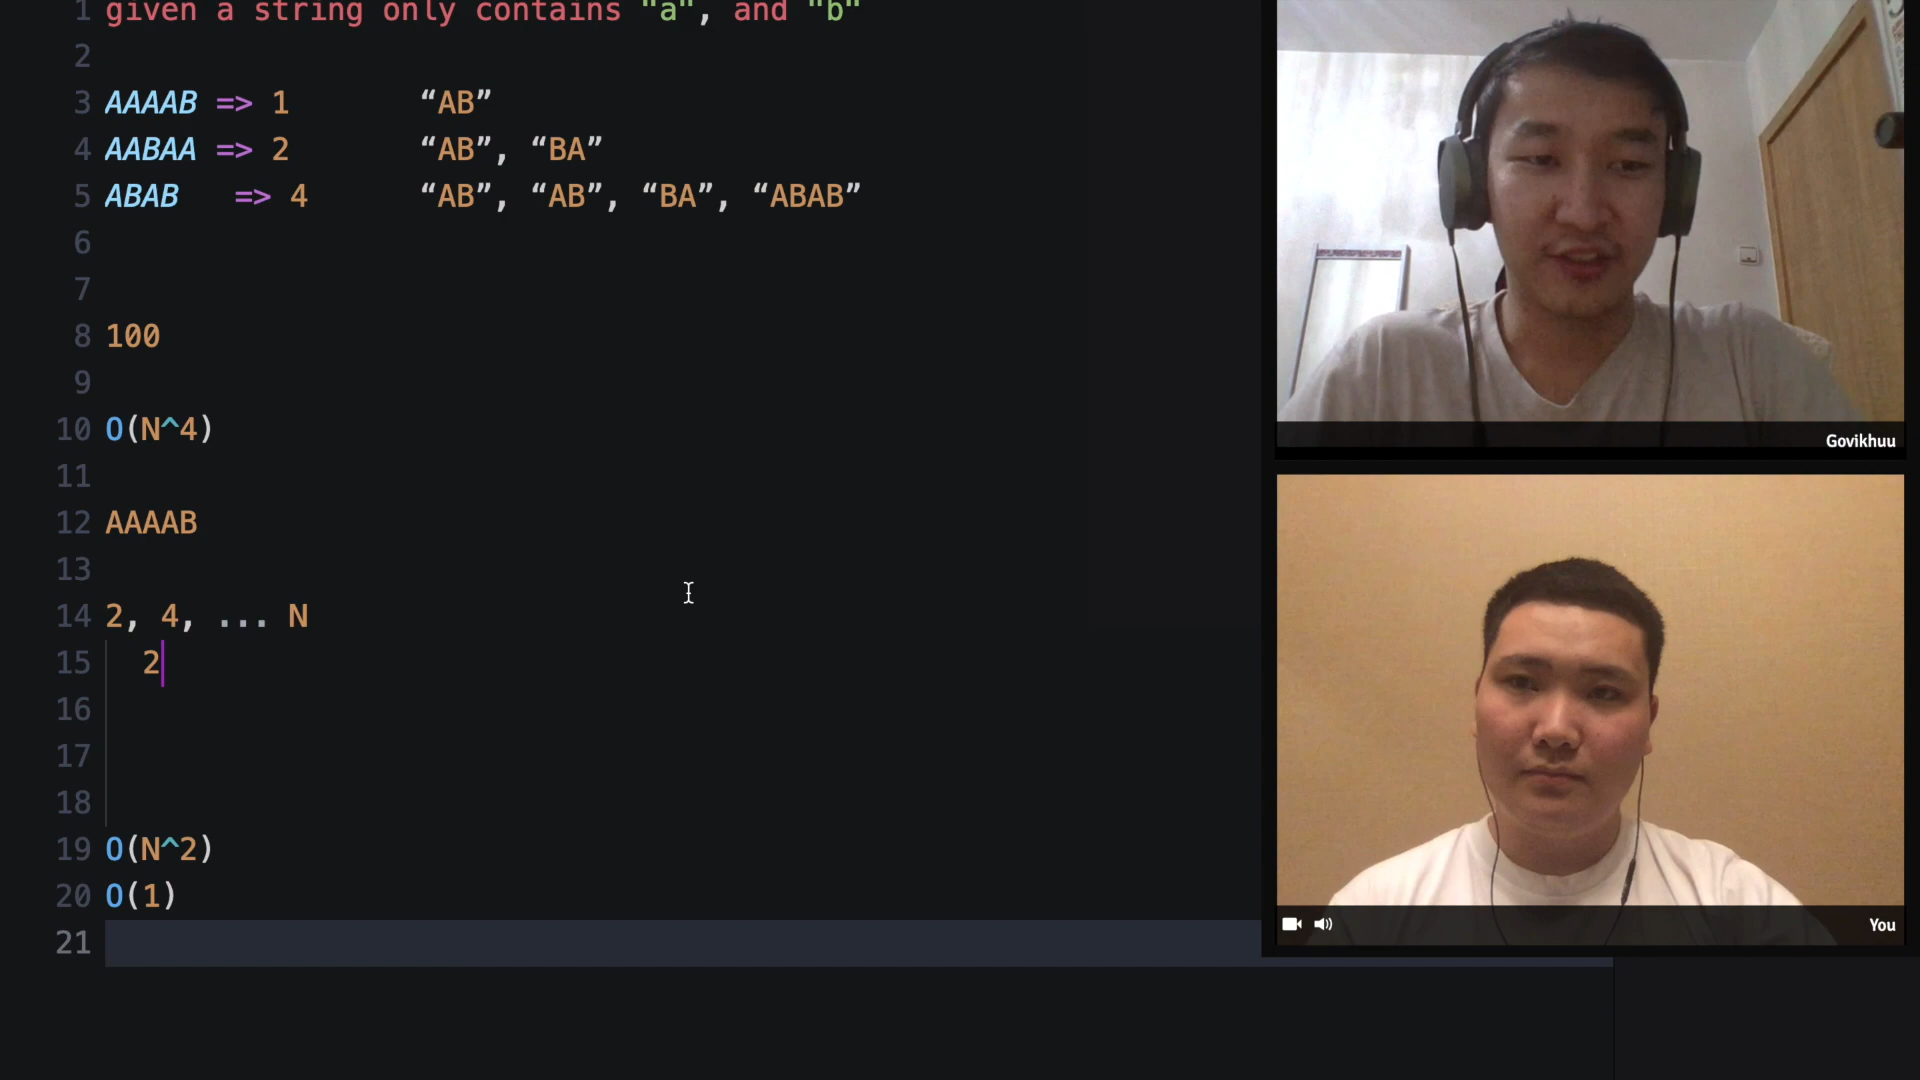 1 given a string only contains "a", and "b"
2
3 AAAAB => 1 “AB”
4 AABAA => 2 “AB”, “BA”
5 ABAB => 4 “AB”, “AB”, “BA”, “ABAB”
6
7
8 100
9
10 O(N^4)
11
12 AAAAB
13
14 2, 4, ... N
15 2
16
17
18
19 O(N^2)
20 O(1)
21
Govikhuu
You